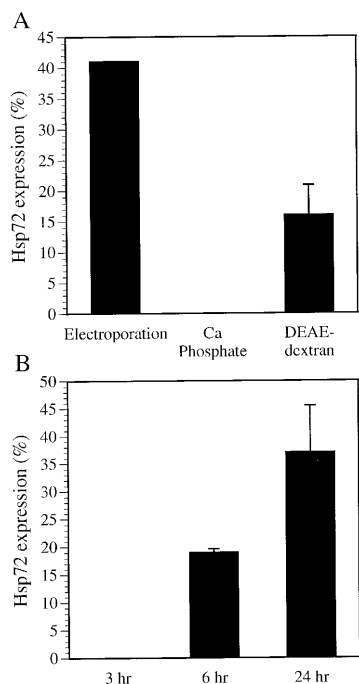 A
Hsp72 expression (%)
45
40
35
30
25
20
15
10
5
0
Electroporation
Ca
Phosphate
DEAE-
dextran
B
Hsp72 expression (%)
50
45
40
35
30
25
20
15
10
5
0
3 hr
6 hr
24 hr